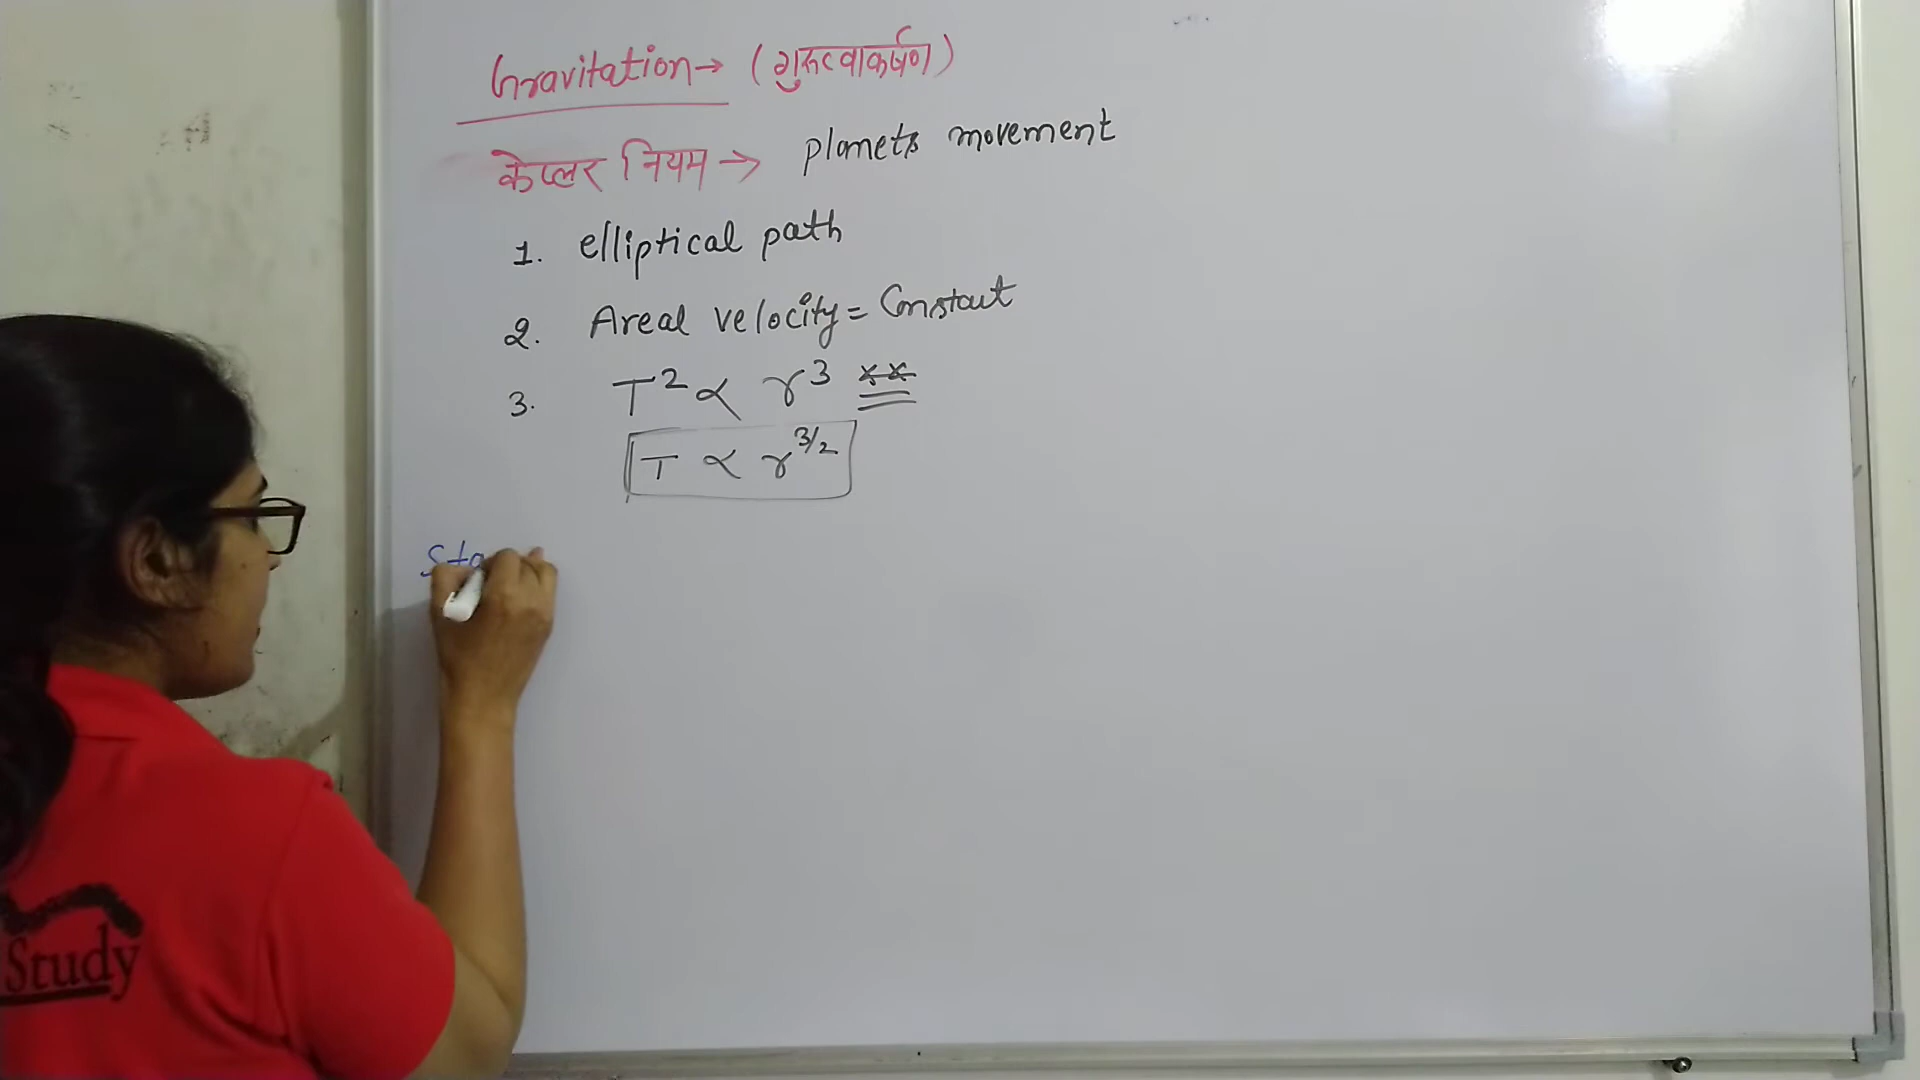 Gravitation → (गुरुत्वाकर्षण)
केप्लर नियम → planets movement
1. elliptical path
2. Areal velocity = Constant
3. T² ∝ r³ **
T ∝ r^3/2
Sta
Study